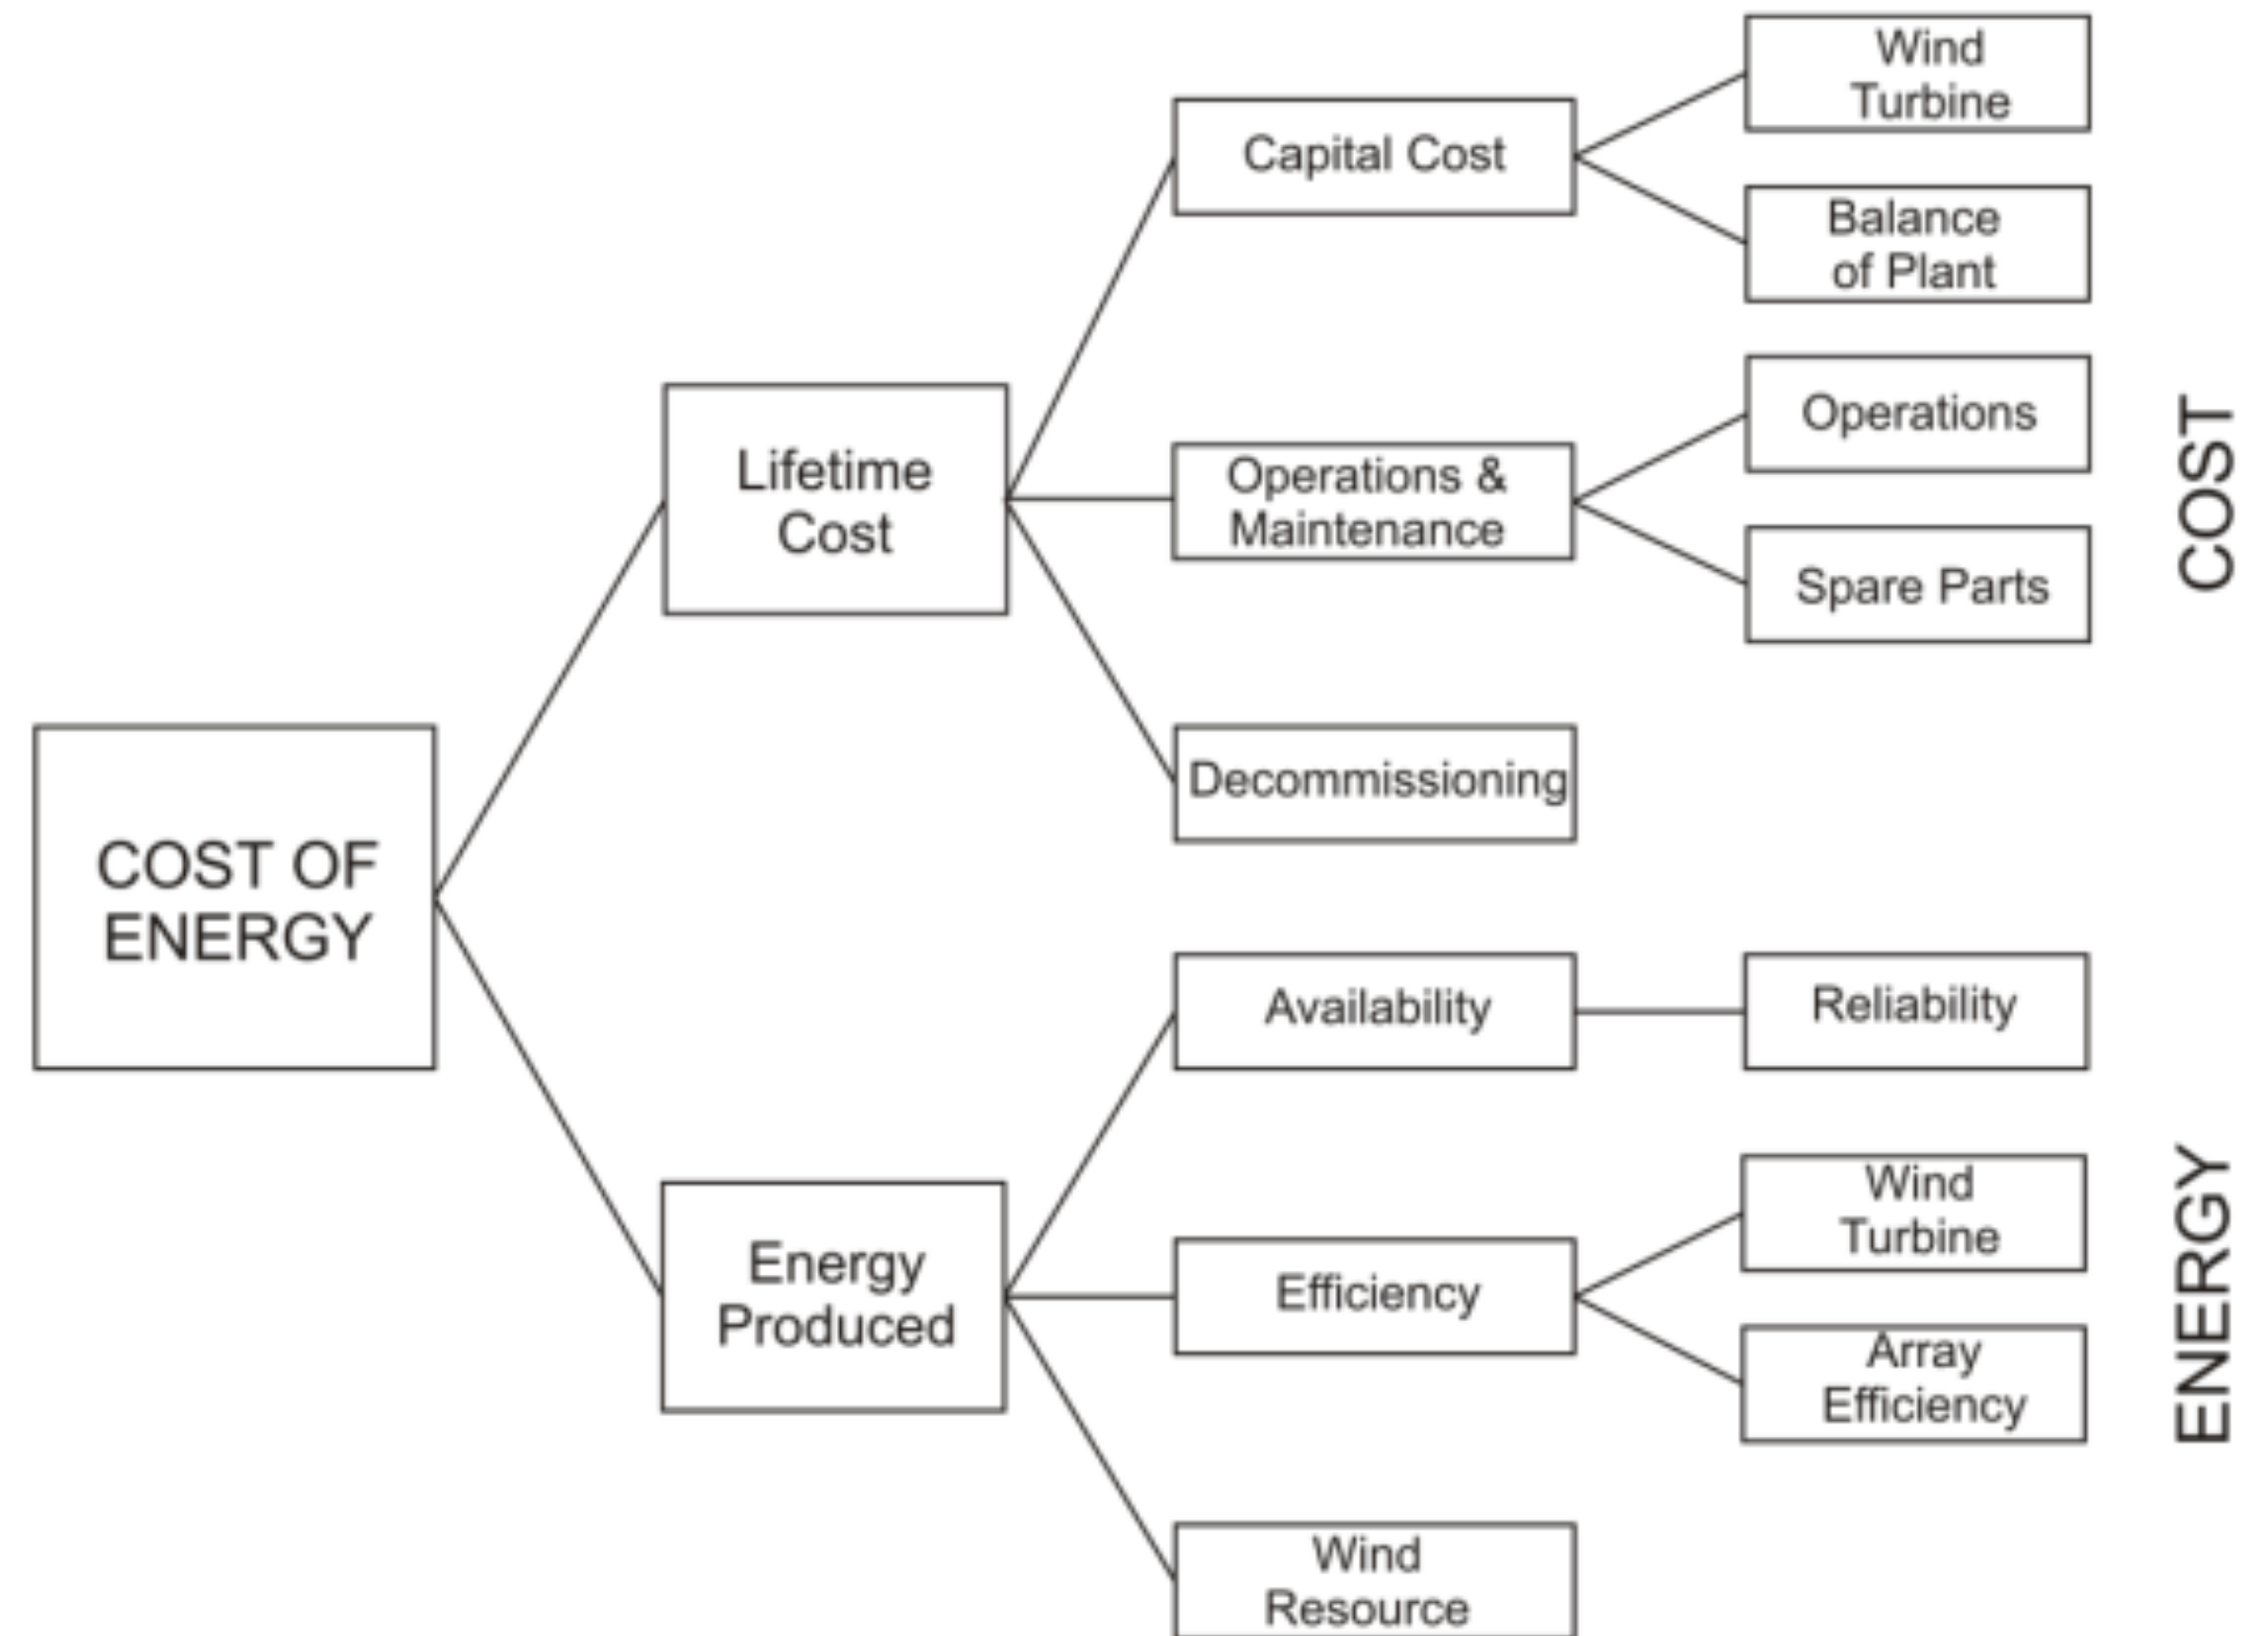 COST OF
ENERGY
Lifetime
Cost
Capital Cost
Wind
Turbine
Balance
of Plant
Operations &
Maintenance
Operations
Spare Parts
Decommissioning
COST
Energy
Produced
Availability
Reliability
Efficiency
Wind
Turbine
Array
Efficiency
Wind
Resource
ENERGY